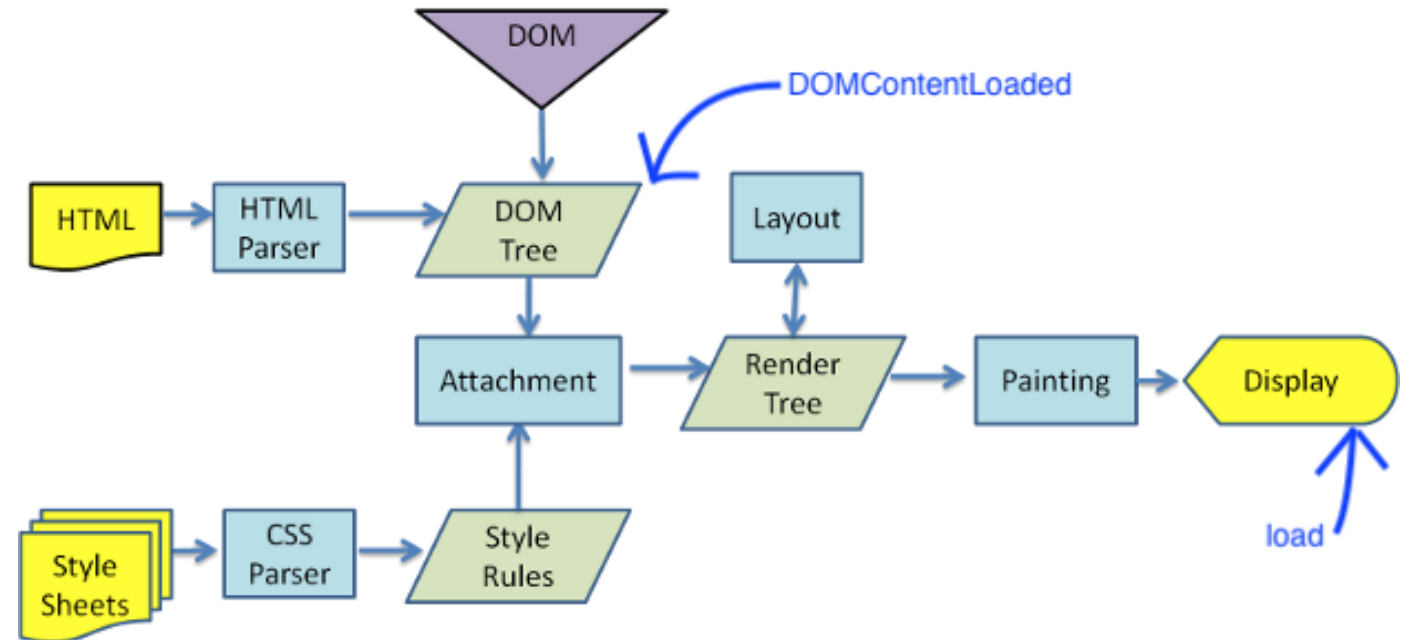 DOM
DOMContentLoaded
HTML
HTML
Parser
DOM
Tree
Layout
Attachment
Render
Tree
Painting
Display
Style
Sheets
CSS
Parser
Style
Rules
load